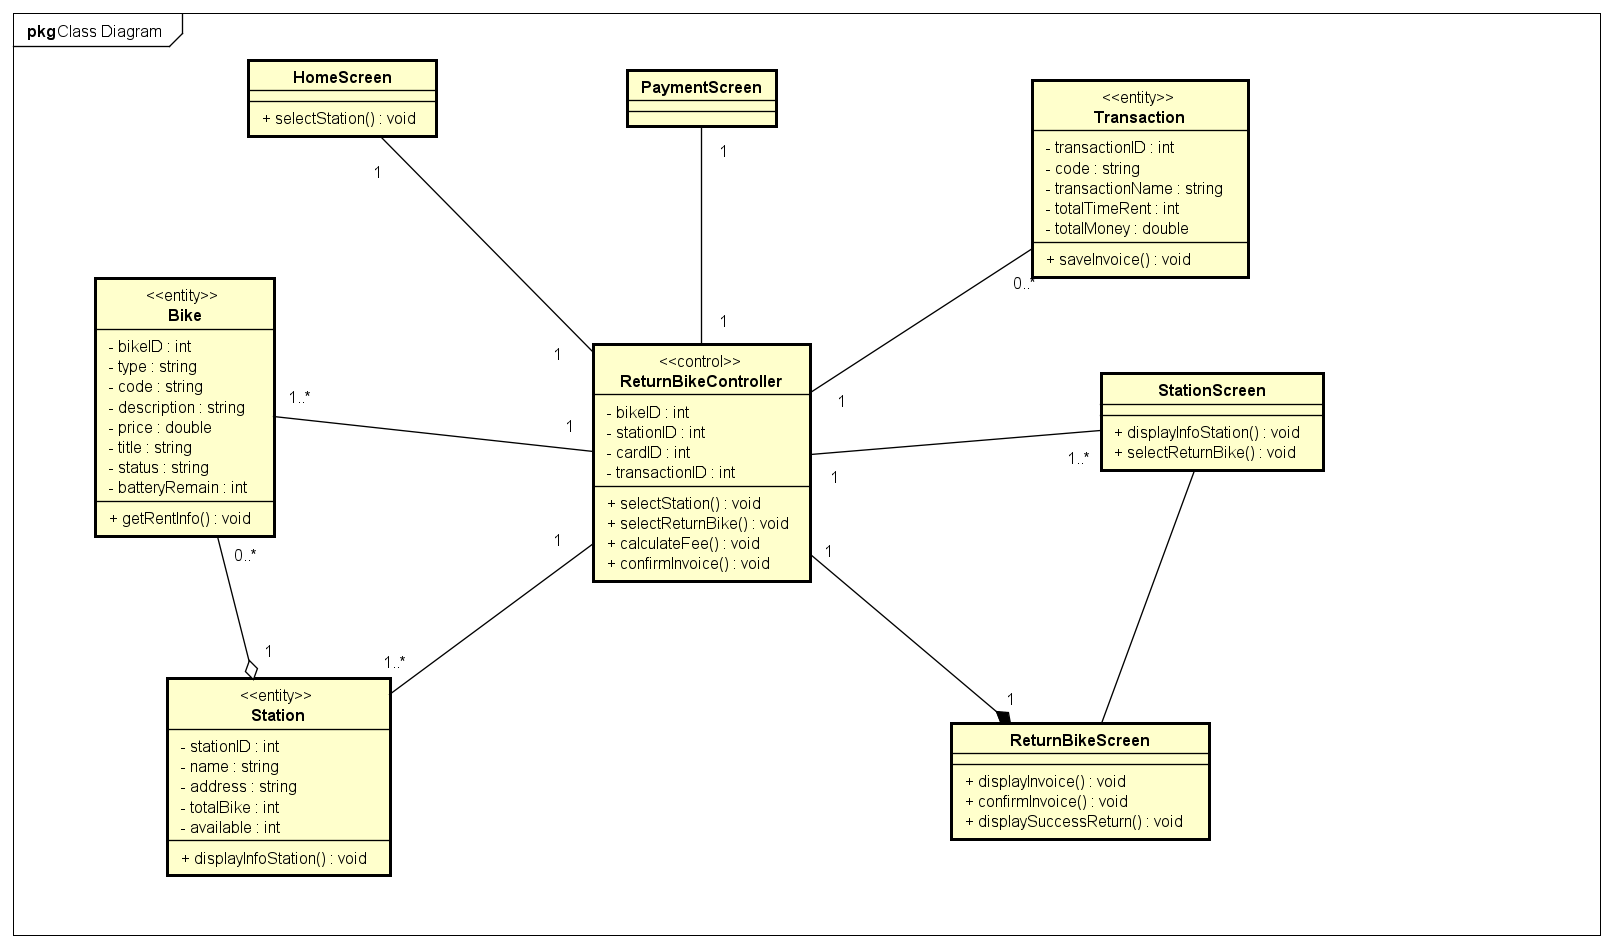 pkg Class Diagram
HomeScreen
+ selectStation() : void
1
1
PaymentScreen
1
1
<<entity>>
Transaction
- transactionID : int
- code : string
- transactionName : string
- totalTimeRent : int
- totalMoney : double
+ saveInvoice() : void
0..*
1
<<entity>>
Bike
- bikeID : int
- type : string
- code : string
- description : string
- price : double
- title : string
- status : string
- batteryRemain : int
+ getRentInfo() : void
1..*
1
0..*
1
<<control>>
ReturnBikeController
- bikeID : int
- stationID : int
- cardID : int
- transactionID : int
+ selectStation() : void
+ selectReturnBike() : void
+ calculateFee() : void
+ confirmInvoice() : void
StationScreen
+ displayInfoStation() : void
+ selectReturnBike() : void
1..*
1
1
1..*
<<entity>>
Station
- stationID : int
- name : string
- address : string
- totalBike : int
- available : int
+ displayInfoStation() : void
1
1
ReturnBikeScreen
+ displayInvoice() : void
+ confirmInvoice() : void
+ displaySuccessReturn() : void